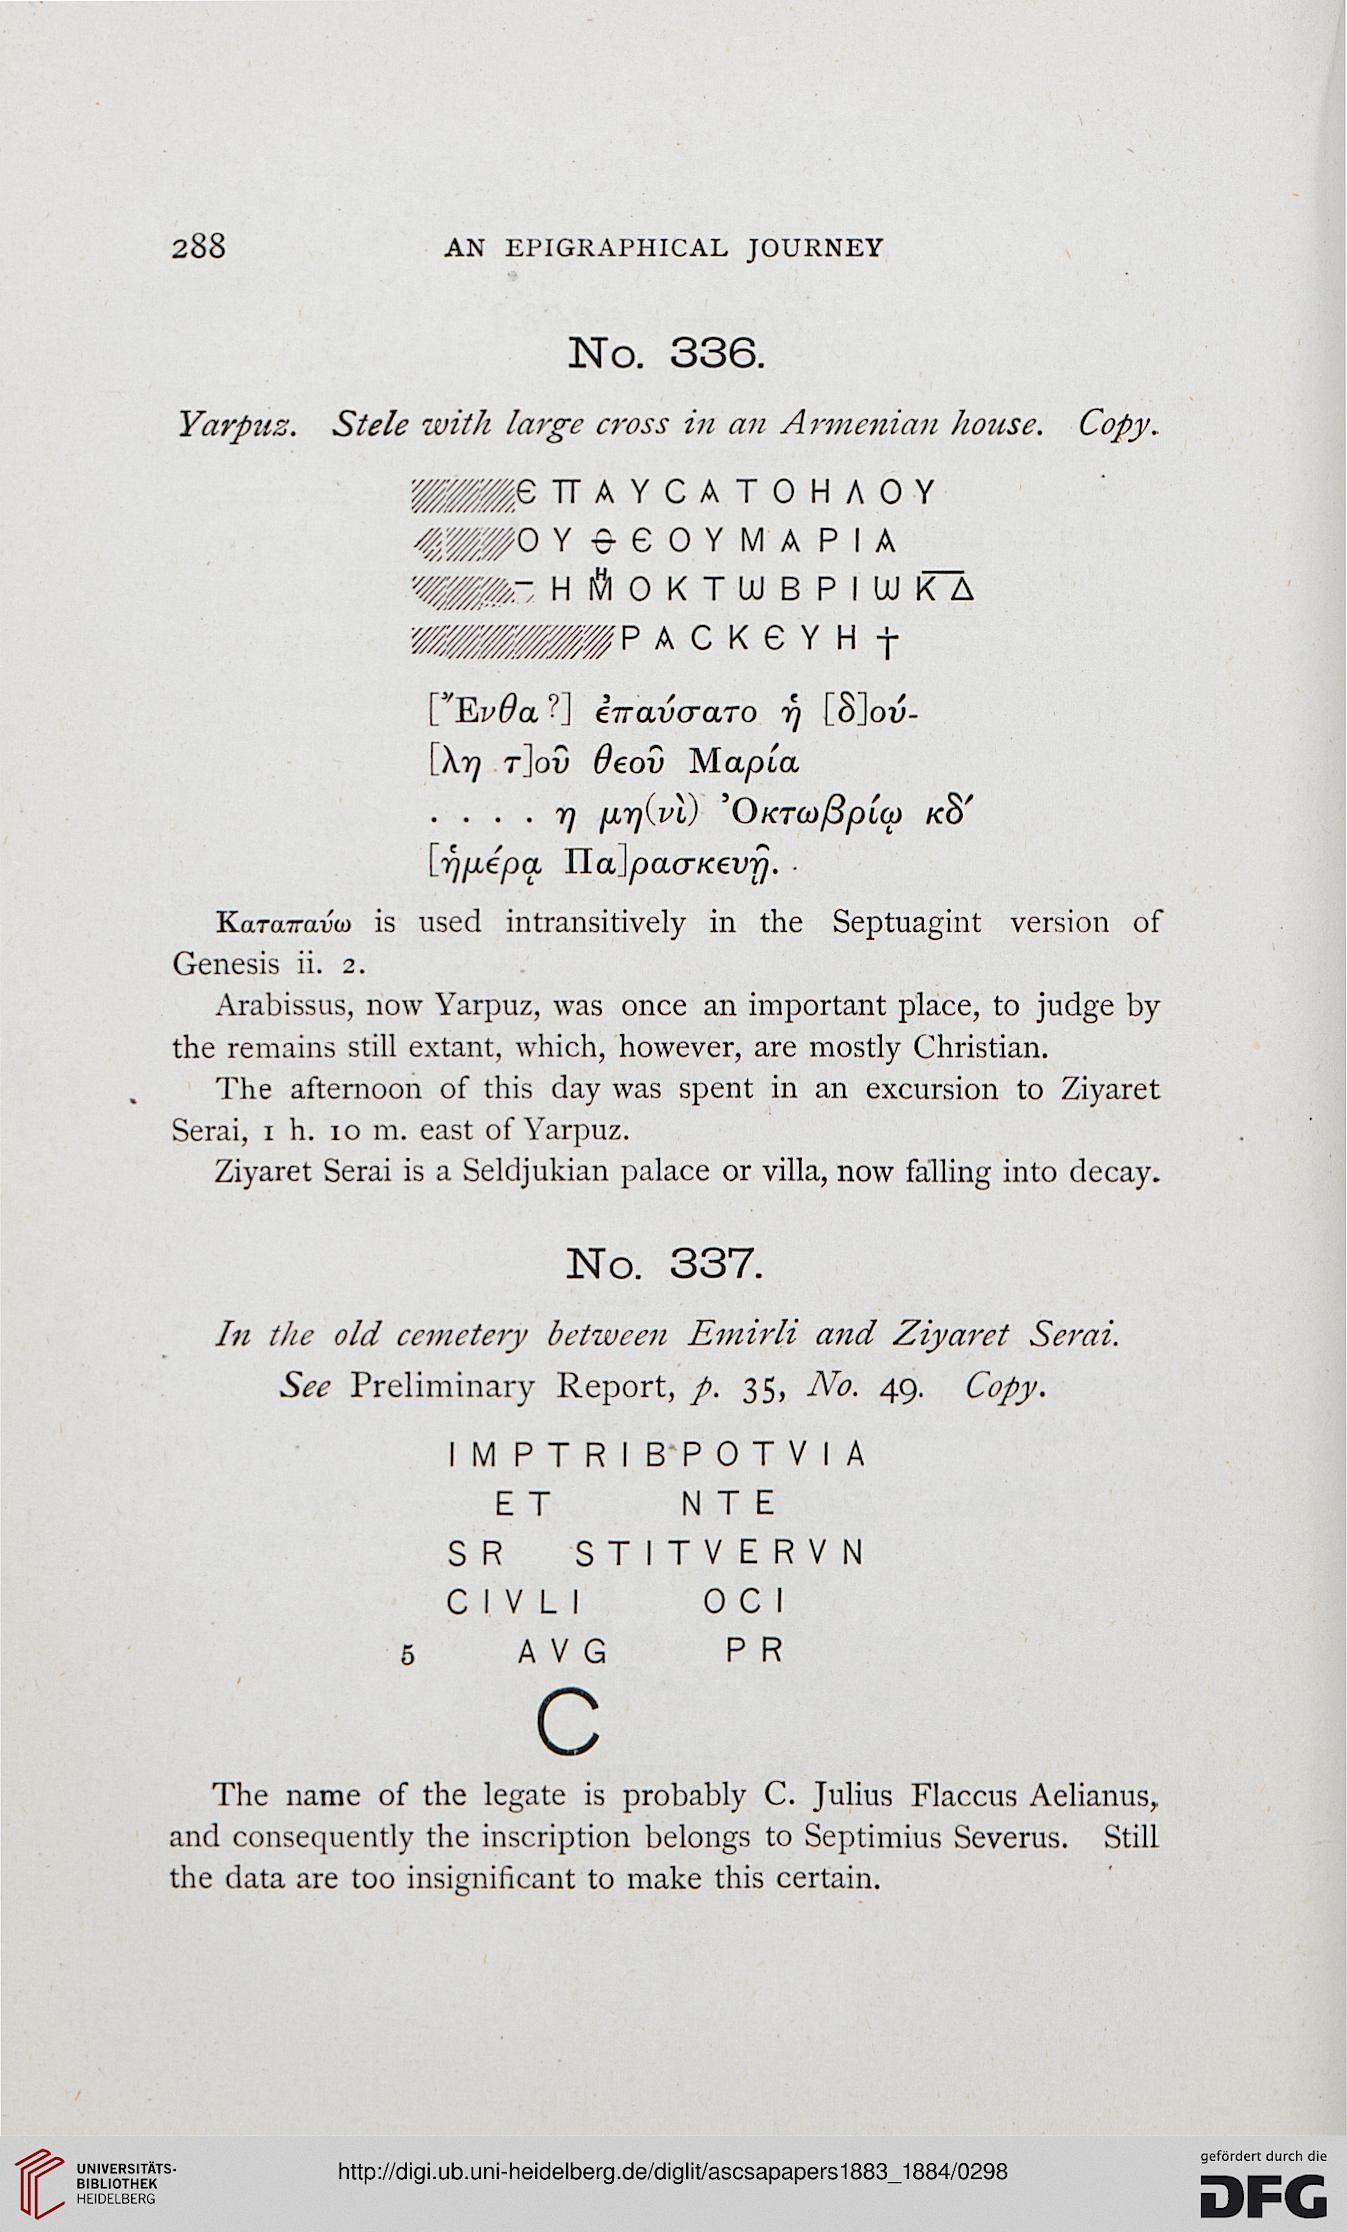 288 AN EPIGRAPHICAL JOURNEY
No. 336.
Yarpuz. Stele with large cross in an Armenian house. Copy.
ЄΠΑΥCΑΤΟΗΛΟΥ
ΟΥΘЄΟΥΜΑΡΙΑ
ΗΜΗΟΚΤWΒΡΙWΚΔ
ΡΑCΚЄΥΗ †
[Ἔνθα?] ἐπαύσατο ἡ [δ]ού-
[λη τ]οῦ θεοῦ Μαρία
. . . . η μη(νὶ) Ὀκτωβρίῳ κδ′
[ἡμέρᾳ Πα]ρασκευῇ.
Καταπαύω is used intransitively in the Septuagint version of
Genesis ii. 2.
Arabissus, now Yarpuz, was once an important place, to judge by
the remains still extant, which, however, are mostly Christian.
The afternoon of this day was spent in an excursion to Ziyaret
Serai, 1 h. 10 m. east of Yarpuz.
Ziyaret Serai is a Seldjukian palace or villa, now falling into decay.
No. 337.
In the old cemetery between Emirli and Ziyaret Serai.
See Preliminary Report, p. 35, No. 49. Copy.
IMPTRIBPOTVIA
ET NTE
SR STITVERVN
CIVLI OCI
5 AVG PR
C
The name of the legate is probably C. Julius Flaccus Aelianus,
and consequently the inscription belongs to Septimius Severus. Still
the data are too insignificant to make this certain.
UNIVERSITÄTS-
BIBLIOTHEK
HEIDELBERG
http://digi.ub.uni-heidelberg.de/diglit/ascsapapers1883_1884/0298
gefördert durch die
DFG